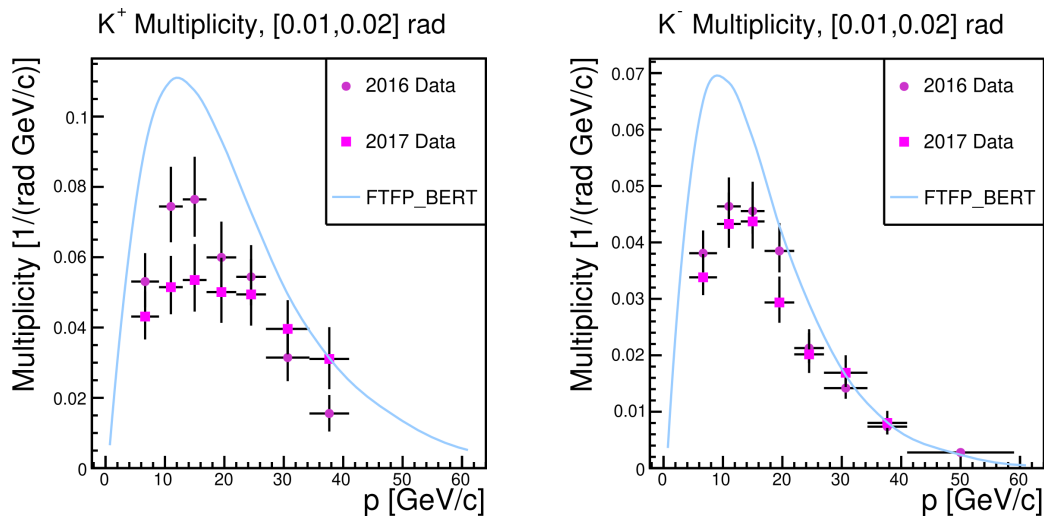 K⁺ Multiplicity, [0.01,0.02] rad
Multiplicity [1/(rad GeV/c)]
0.1
0.08
0.06
0.04
0.02
0
2016 Data
2017 Data
FTFP_BERT
0 10 20 30 40 50 60
p [GeV/c]
K⁻ Multiplicity, [0.01,0.02] rad
Multiplicity [1/(rad GeV/c)]
0.07
0.06
0.05
0.04
0.03
0.02
0.01
0
2016 Data
2017 Data
FTFP_BERT
0 10 20 30 40 50 60
p [GeV/c]